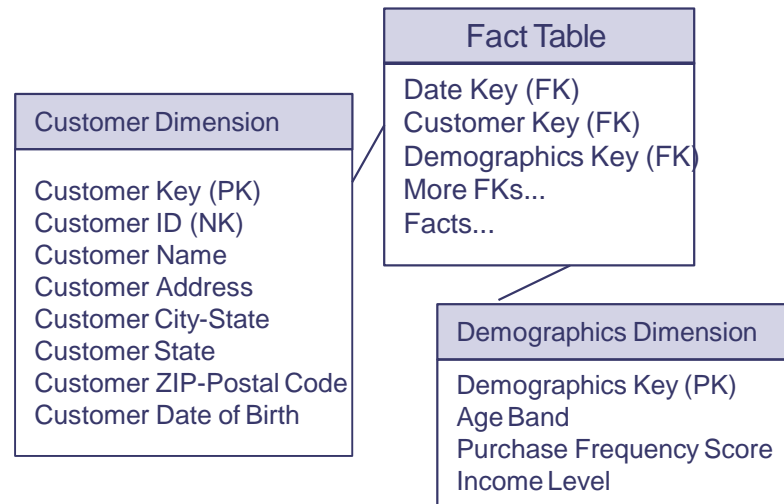 Fact Table
Date Key (FK)
Customer Key (FK)
Demographics Key (FK)
More FKs...
Facts...
Customer Dimension
Customer Key (PK)
Customer ID (NK)
Customer Name
Customer Address
Customer City-State
Customer State
Customer ZIP-Postal Code
Customer Date of Birth
Demographics Dimension
Demographics Key (PK)
Age Band
Purchase Frequency Score
Income Level